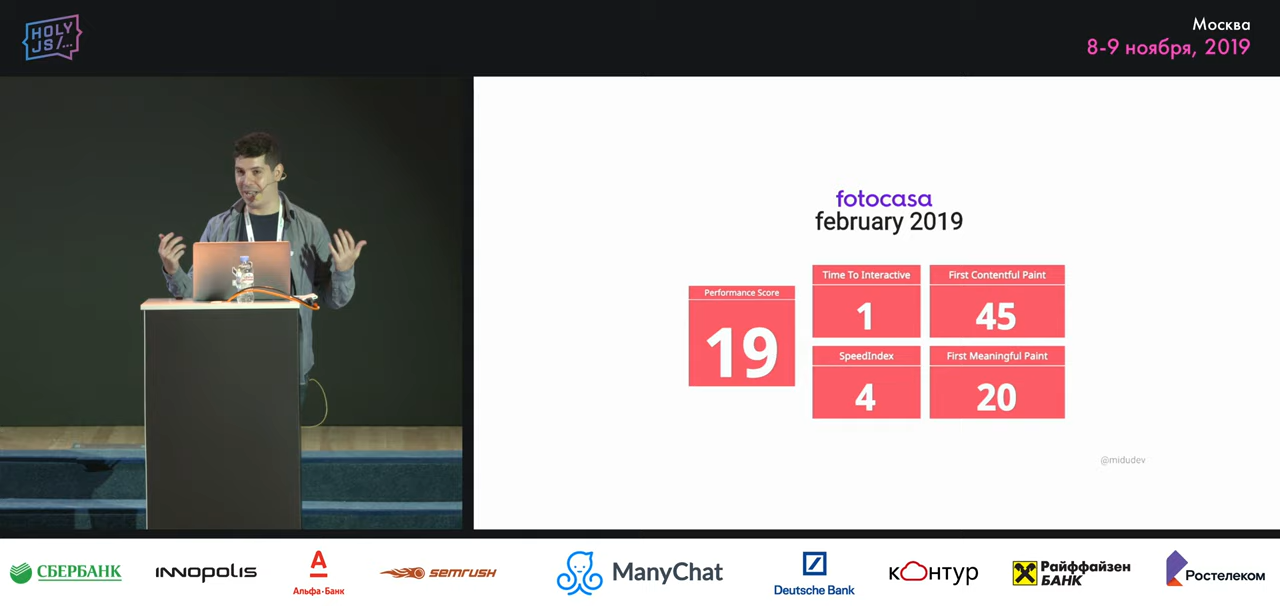 HOLY
JS/...
Москва
8-9 ноября, 2019
fotocasa
february 2019
Performance Score
19
Time To Interactive
1
First Contentful Paint
45
SpeedIndex
4
First Meaningful Paint
20
@midudev
СБЕРБАНК
INNOPOLIS
Альфа·Банк
semrush
ManyChat
Deutsche Bank
контур
Райффайзен
БАНК
Ростелеком